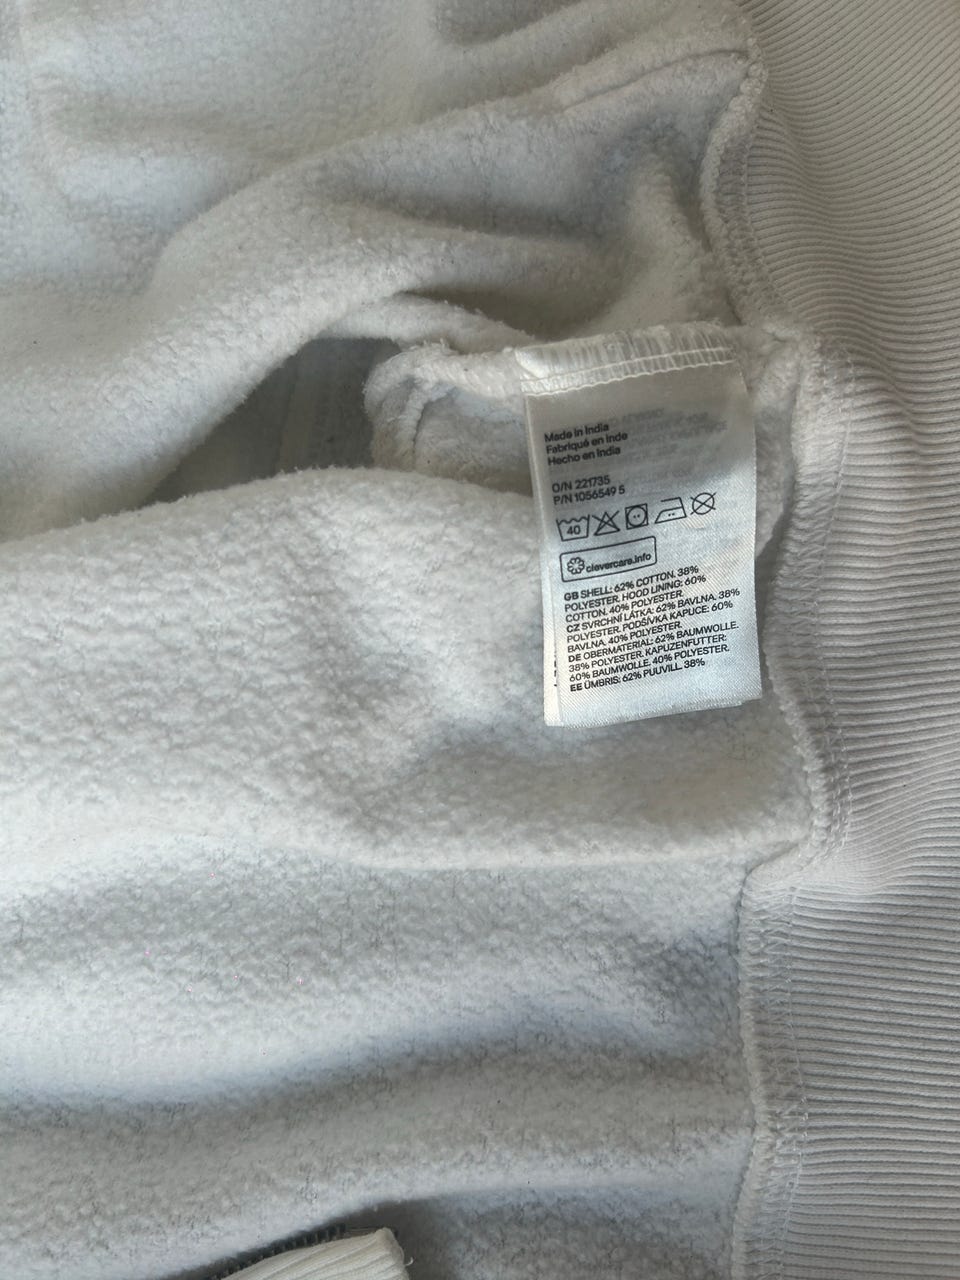 Made in India
Fabriqué en Inde
Hecho en India
O/N 221735
P/N 1056549 5
40
clevercare.info
GB SHELL: 62% COTTON. 38%
POLYESTER. HOOD LINING: 60%
COTTON. 40% POLYESTER.
CZ SVRCHNÍ LÁTKA: 62% BAVLNA. 38%
POLYESTER. PODŠÍVKA KAPUCE: 60%
BAVLNA. 40% POLYESTER.
DE OBERMATERIAL: 62% BAUMWOLLE.
38% POLYESTER. KAPUZENFUTTER:
60% BAUMWOLLE. 40% POLYESTER.
EE ÜMBRIS: 62% PUUVILL. 38%